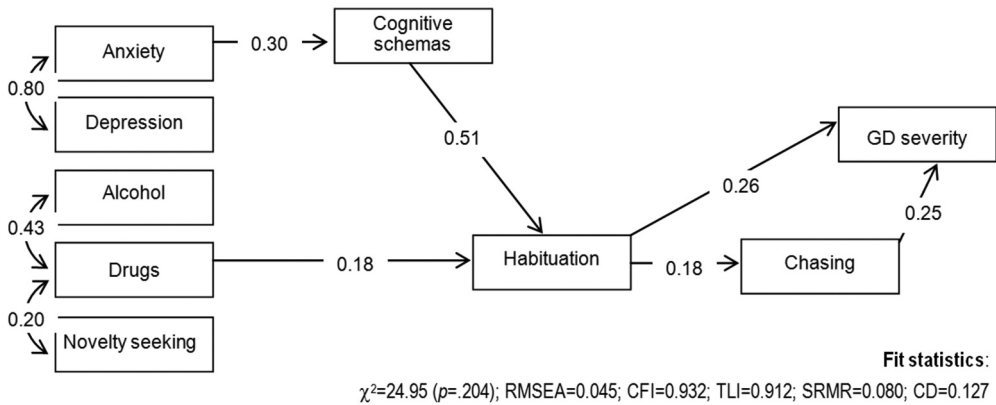 Cognitive
schemas
Anxiety
0.30
0.80
Depression
0.51
GD severity
Alcohol
0.26
0.43
0.25
Drugs
0.18
Habituation
0.18
Chasing
0.20
Novelty seeking
Fit statistics:
χ²=24.95 (p=.204); RMSEA=0.045; CFI=0.932; TLI=0.912; SRMR=0.080; CD=0.127